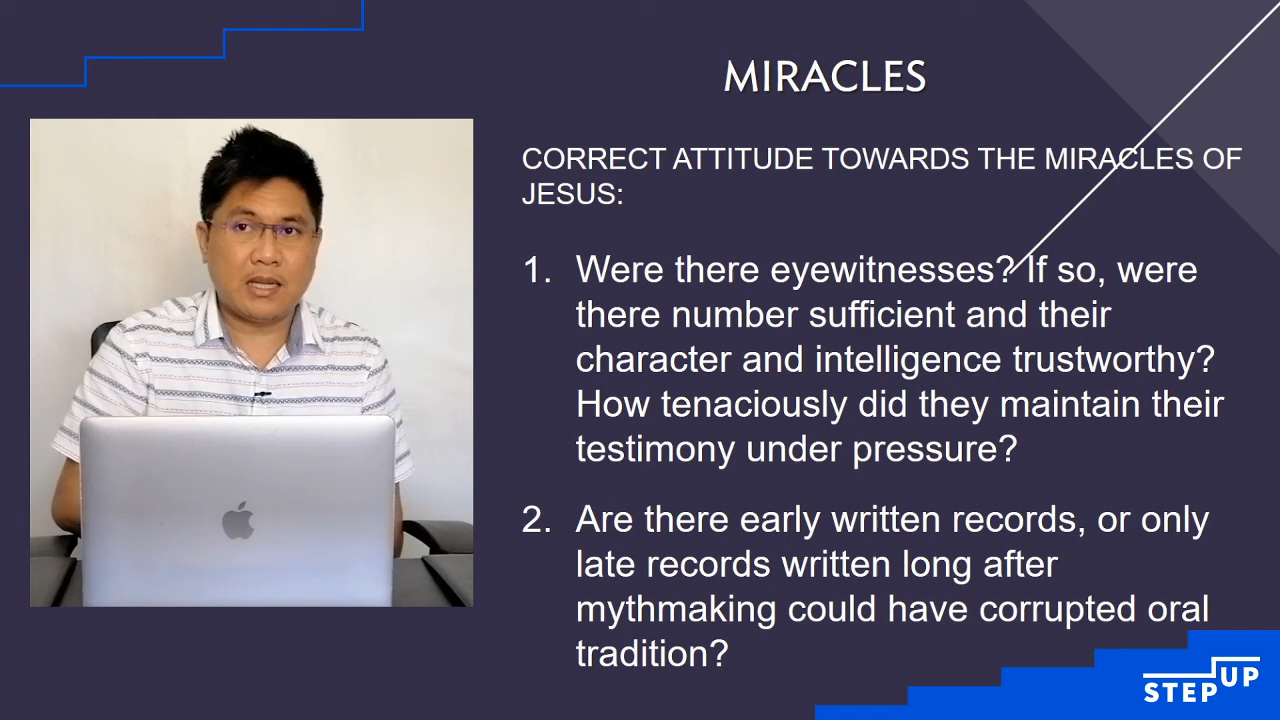 MIRACLES
CORRECT ATTITUDE TOWARDS THE MIRACLES OF
JESUS:
1. Were there eyewitnesses? If so, were
there number sufficient and their
character and intelligence trustworthy?
How tenaciously did they maintain their
testimony under pressure?
2. Are there early written records, or only
late records written long after
mythmaking could have corrupted oral
tradition?
STEP UP